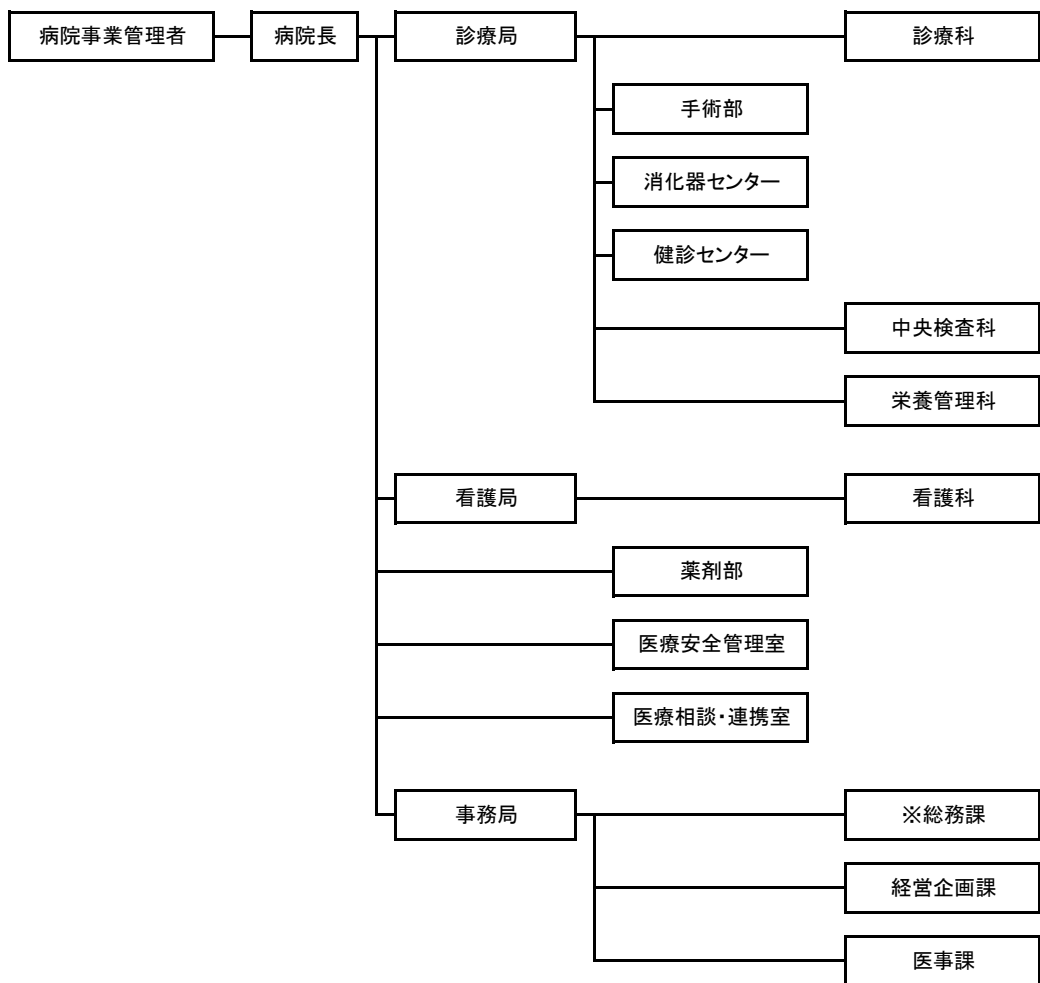 病院事業管理者
病院長
診療局
診療科
手術部
消化器センター
健診センター
中央検査科
栄養管理科
看護局
看護科
薬剤部
医療安全管理室
医療相談・連携室
事務局
※総務課
経営企画課
医事課